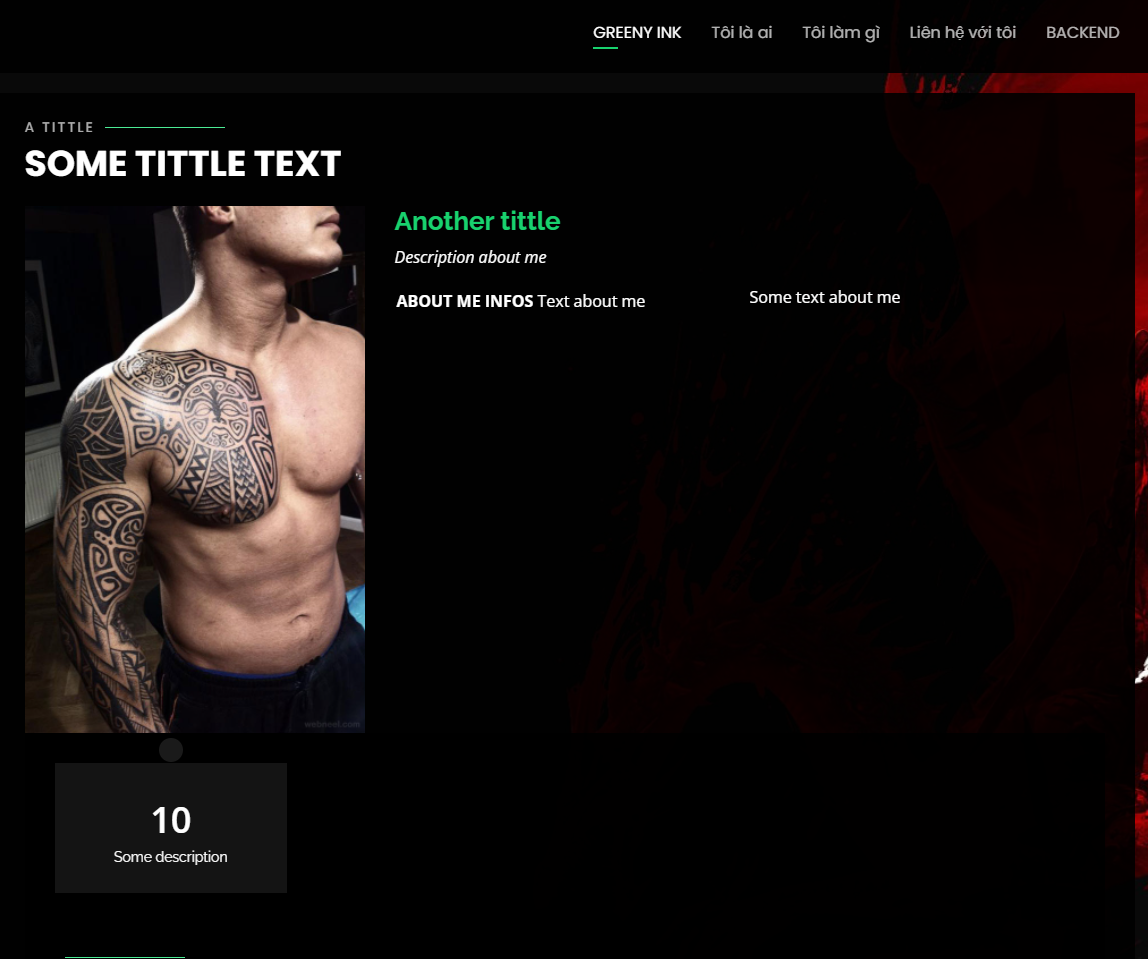 GREENY INK Tôi là ai Tôi làm gì Liên hệ với tôi BACKEND
A TITTLE
SOME TITTLE TEXT
Another tittle
Description about me
ABOUT ME INFOS Text about me
Some text about me
webneel.com
10
Some description